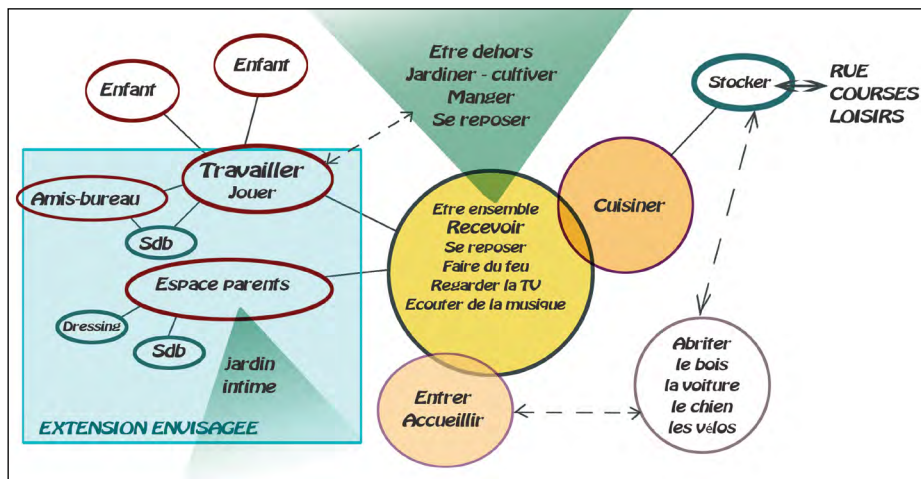 Enfant
Enfant
Etre dehors
Jardiner - cultiver
Manger
Se reposer
Stocker
RUE
COURSES
LOISIRS
Travailler
Jouer
Amis-bureau
Sdb
Espace parents
Dressing
Sdb
jardin
intime
EXTENSION ENVISAGEE
Etre ensemble
Recevoir
Se reposer
Faire du feu
Regarder la TV
Ecouter de la musique
Cuisiner
Entrer
Accueillir
Abriter
le bois
la voiture
le chien
les vélos